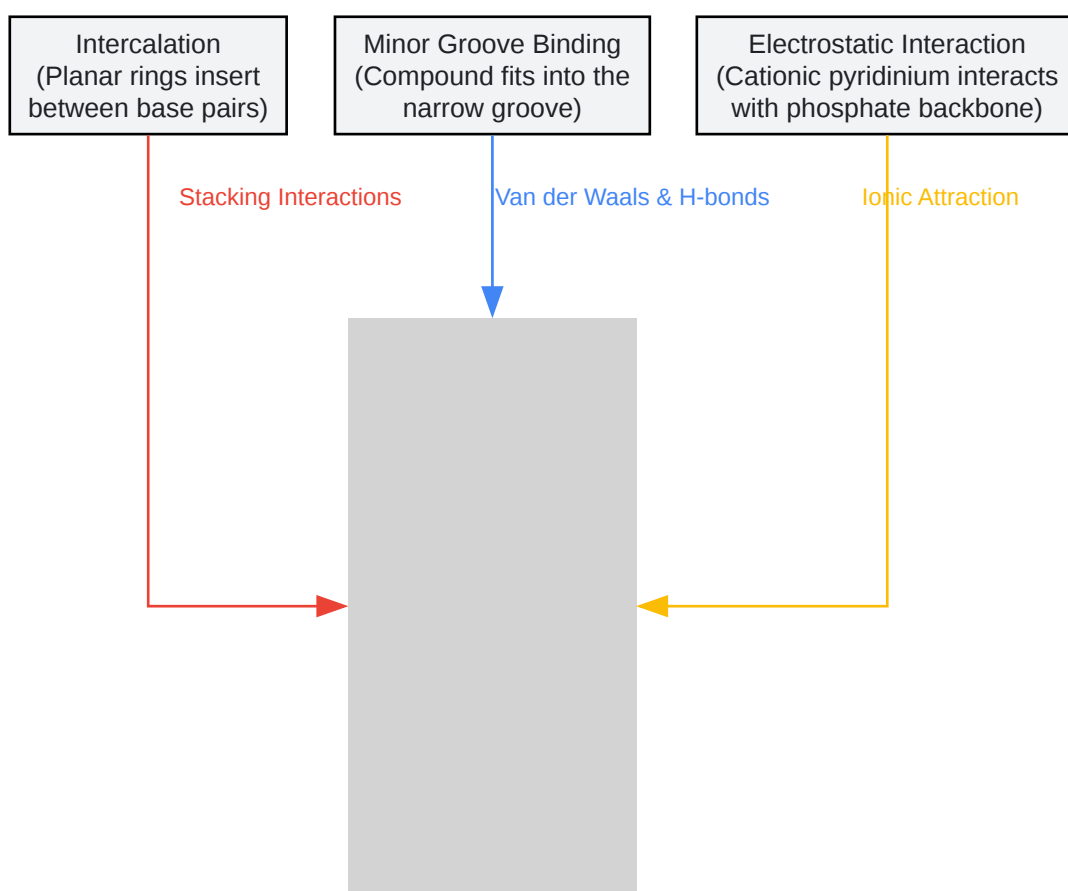 Intercalation
(Planar rings insert
between base pairs)
Minor Groove Binding
(Compound fits into the
narrow groove)
Electrostatic Interaction
(Cationic pyridinium interacts
with phosphate backbone)
Stacking Interactions
Van der Waals & H-bonds
Ionic Attraction